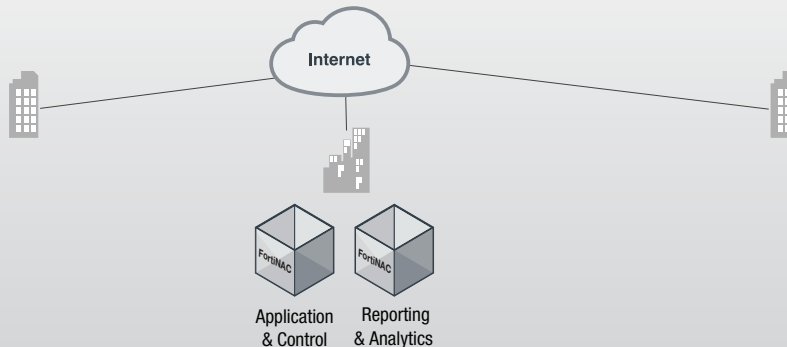 Internet
FortiNAC
FortiNAC
Application
& Control
Reporting
& Analytics